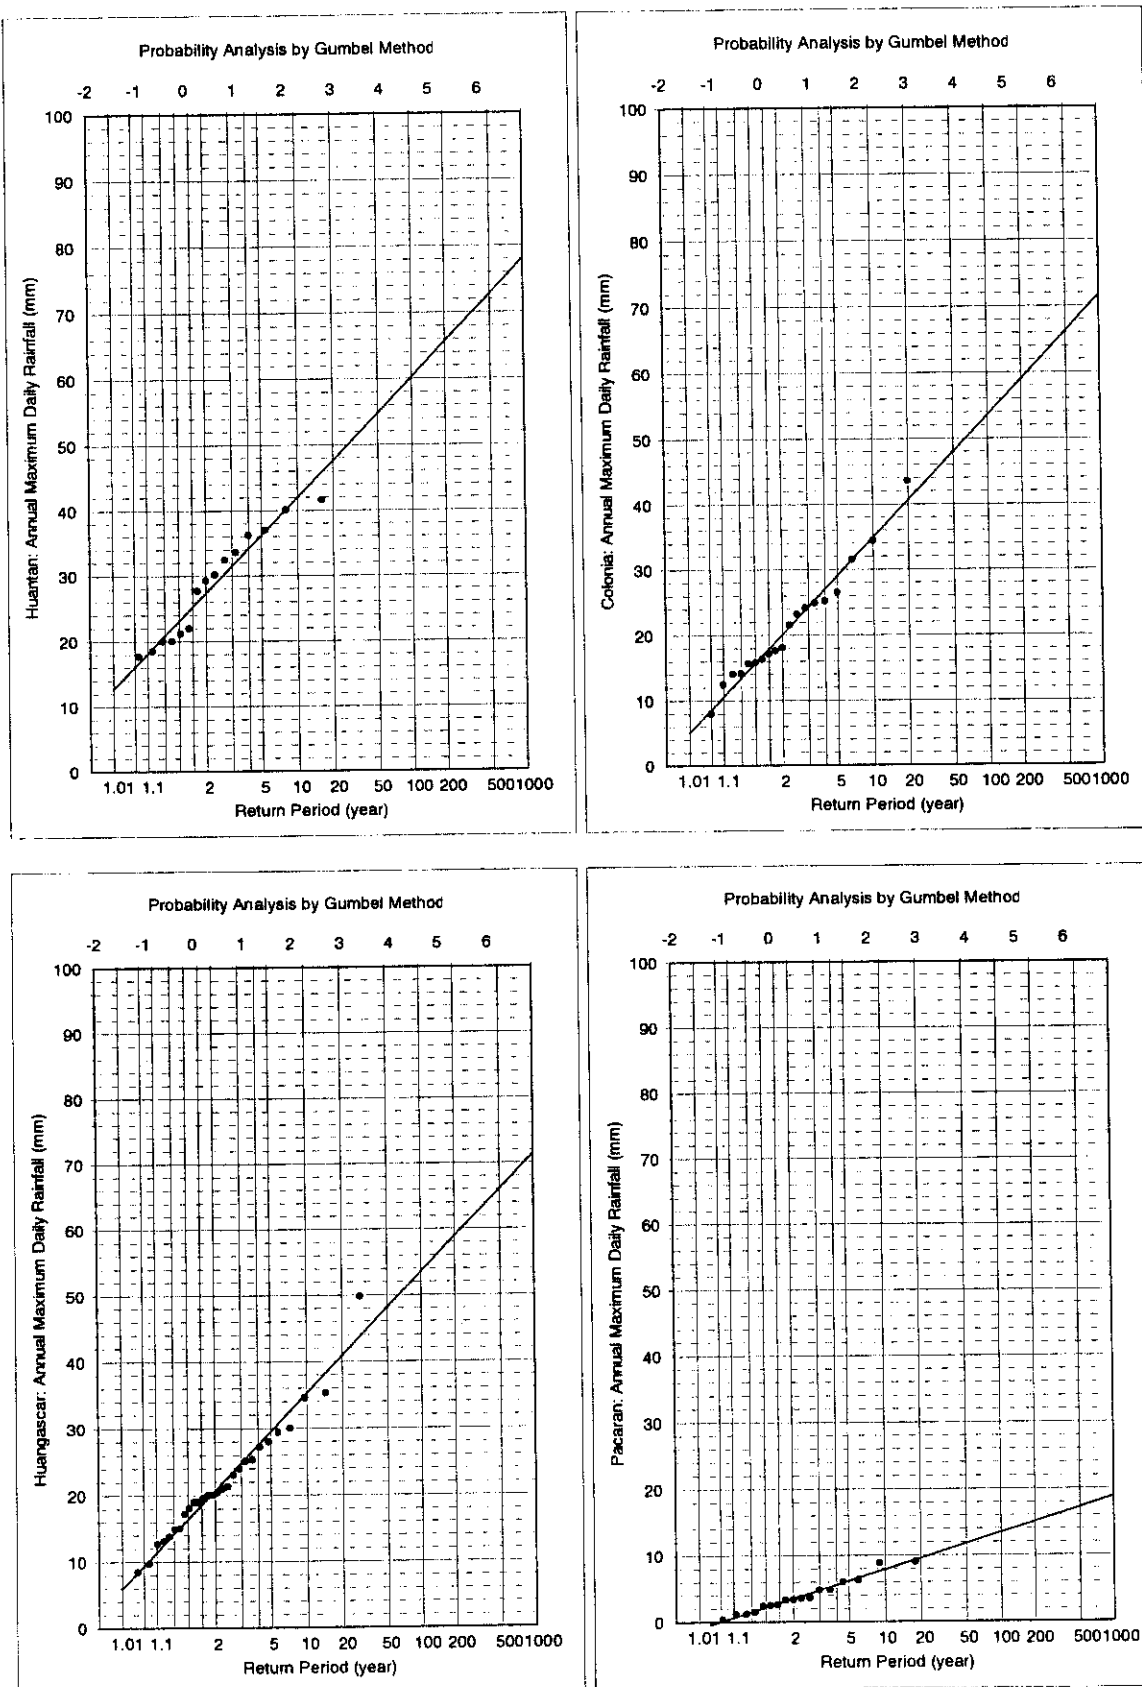 Probability Analysis by Gumbel Method
-2 -1 0 1 2 3 4 5 6
100
90
80
70
60
50
40
30
20
10
0
Huantan: Annual Maximum Daily Rainfall (mm)
1.01 1.1 2 5 10 20 50 100 200 5001000
Return Period (year)
Probability Analysis by Gumbel Method
-2 -1 0 1 2 3 4 5 6
100
90
80
70
60
50
40
30
20
10
0
Colonia: Annual Maximum Daily Rainfall (mm)
1.01 1.1 2 5 10 20 50 100 200 5001000
Return Period (year)
Probability Analysis by Gumbel Method
-2 -1 0 1 2 3 4 5 6
100
90
80
70
60
50
40
30
20
10
0
Huangascar: Annual Maximum Daily Rainfall (mm)
1.01 1.1 2 5 10 20 50 100 200 5001000
Return Period (year)
Probability Analysis by Gumbel Method
-2 -1 0 1 2 3 4 5 6
100
90
80
70
60
50
40
30
20
10
0
Pacaran: Annual Maximum Daily Rainfall (mm)
1.01 1.1 2 5 10 20 50 100 200 5001000
Return Period (year)